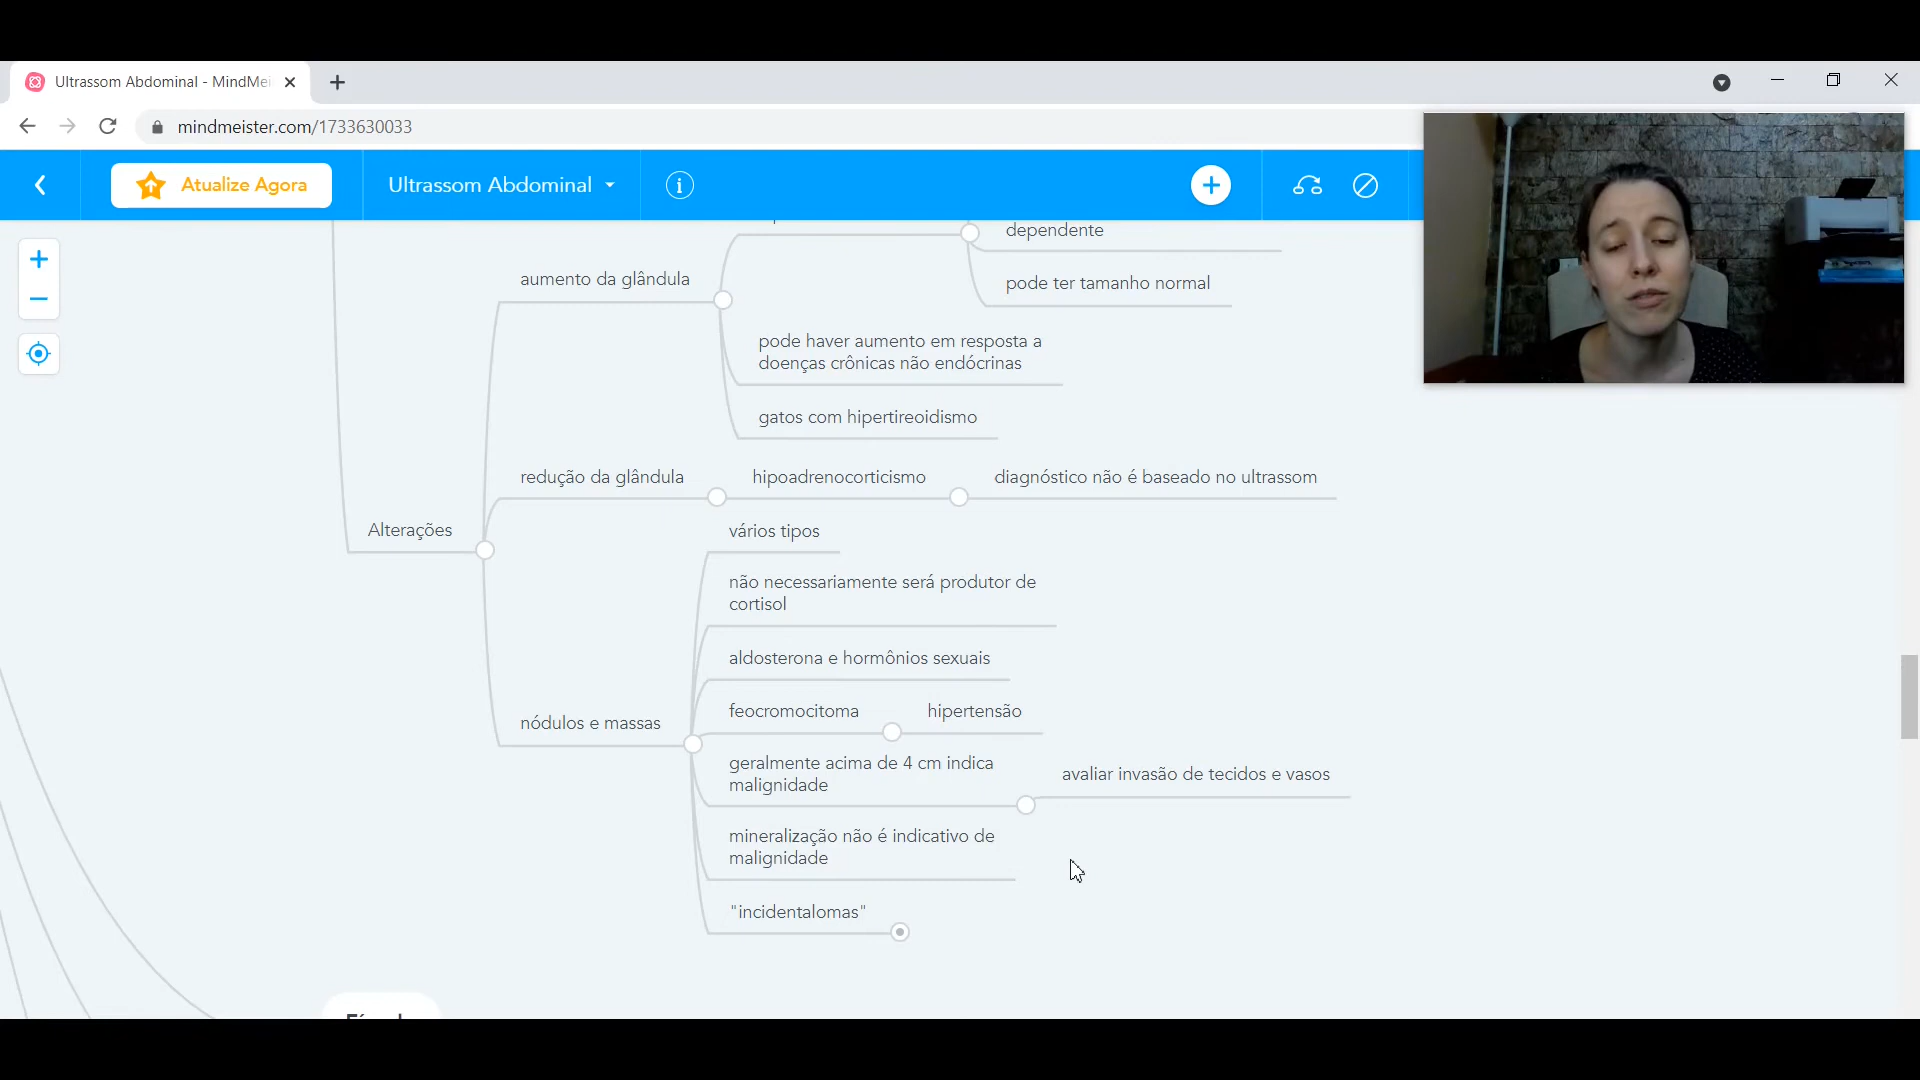 Ultrassom Abdominal - MindMei
mindmeister.com/1733630033
Atualize Agora
Ultrassom Abdominal
dependente
aumento da glândula
pode ter tamanho normal
pode haver aumento em resposta a
doenças crônicas não endócrinas
gatos com hipertireoidismo
redução da glândula
hipoadrenocorticismo
diagnóstico não é baseado no ultrassom
Alterações
vários tipos
não necessariamente será produtor de
cortisol
aldosterona e hormônios sexuais
nódulos e massas
feocromocitoma
hipertensão
geralmente acima de 4 cm indica
malignidade
avaliar invasão de tecidos e vasos
mineralização não é indicativo de
malignidade
"incidentalomas"